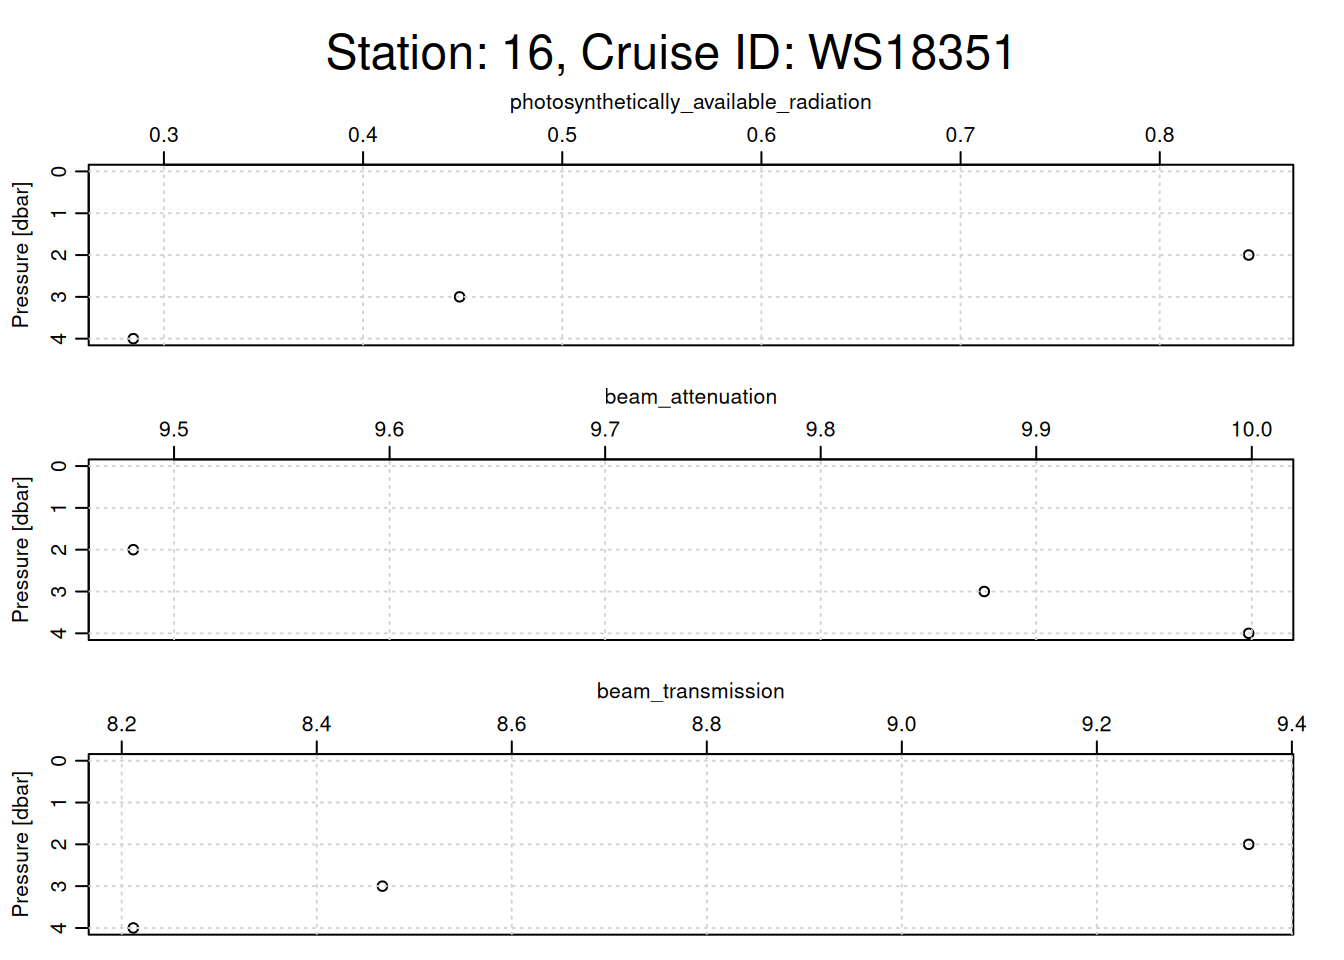 Station: 16, Cruise ID: WS18351
photosynthetically_available_radiation
0.3 0.4 0.5 0.6 0.7 0.8
Pressure [dbar]
0
1
2
3
4
beam_attenuation
9.5 9.6 9.7 9.8 9.9 10.0
Pressure [dbar]
0
1
2
3
4
beam_transmission
8.2 8.4 8.6 8.8 9.0 9.2 9.4
Pressure [dbar]
0
1
2
3
4